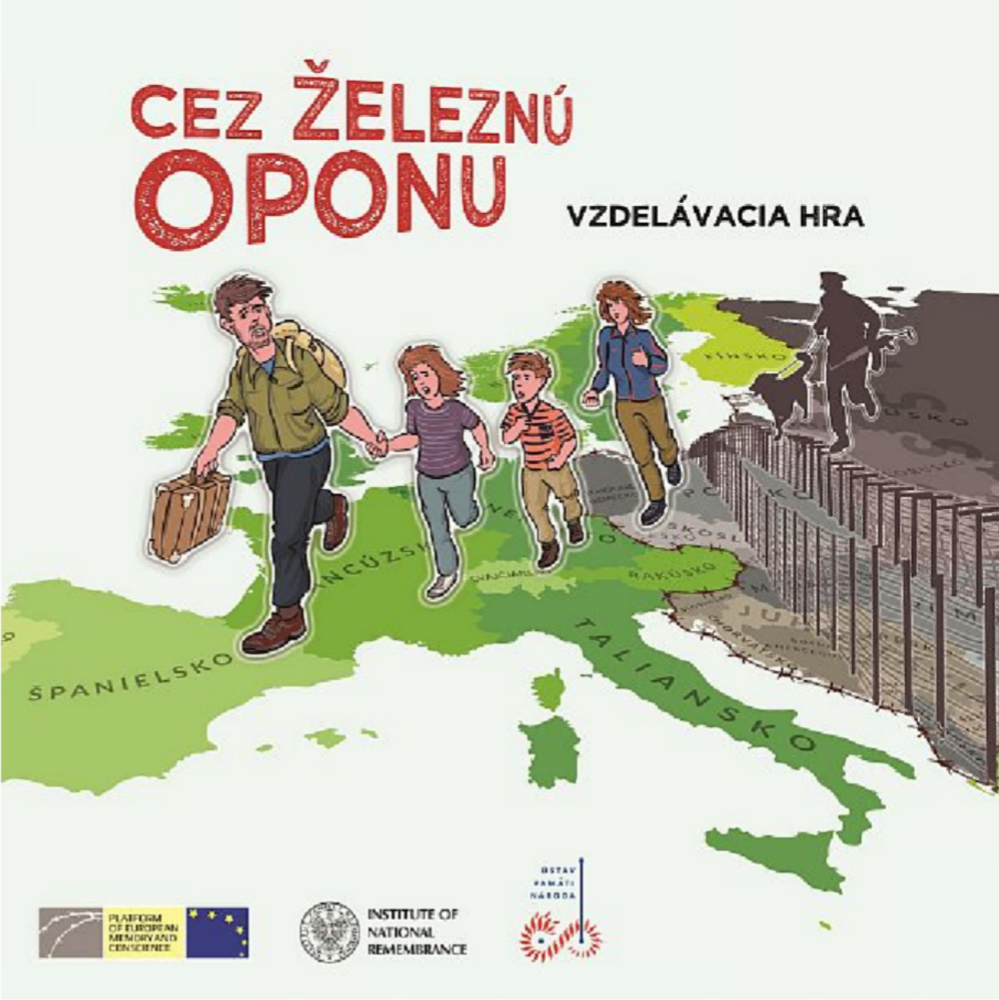 CEZ ŽELEZNÚ
OPONU
VZDELÁVACIA HRA
FÍNSKO
RAKÚSKO
ŠPANIELSKO
TALIANSKO
CHORVÁTSKO
PLATFORM
OF EUROPEAN
MEMORY AND
CONSCIENCE
INSTITUTE OF
NATIONAL
REMEMBRANCE
ÚSTAV
PAMÄTI
NÁRODA